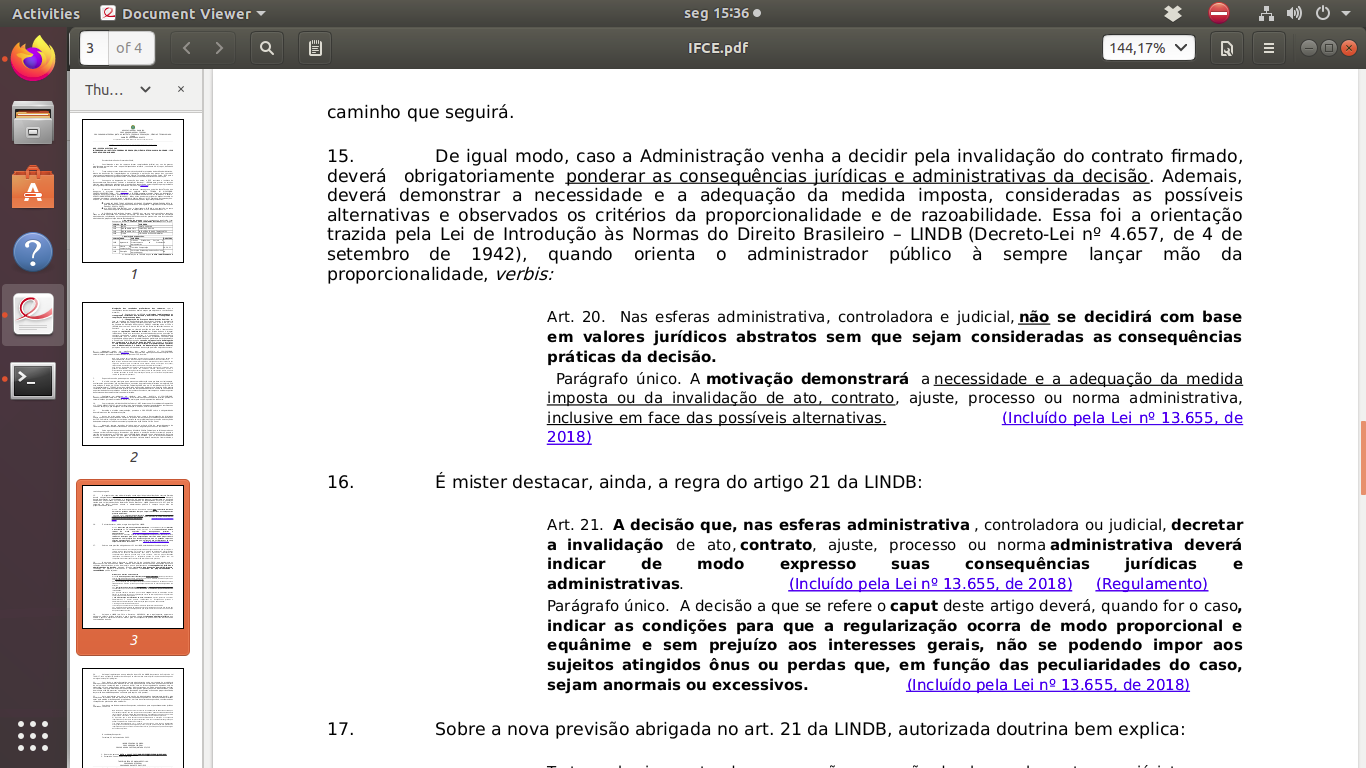 Activities Document Viewer seg 15:36
3 of 4 IFCE.pdf 144,17%
Thu...
1
2
3
caminho que seguirá.
15. De igual modo, caso a Administração venha a decidir pela invalidação do contrato firmado,
deverá obrigatoriamente ponderar as consequências jurídicas e administrativas da decisão. Ademais,
deverá demonstrar a necessidade e a adequação da medida imposta, consideradas as possíveis
alternativas e observados os critérios da proporcionalidade e de razoabilidade. Essa foi a orientação
trazida pela Lei de Introdução às Normas do Direito Brasileiro – LINDB (Decreto-Lei nº 4.657, de 4 de
setembro de 1942), quando orienta o administrador público à sempre lançar mão da
proporcionalidade, verbis:
Art. 20. Nas esferas administrativa, controladora e judicial, não se decidirá com base
em valores jurídicos abstratos sem que sejam consideradas as consequências
práticas da decisão.
Parágrafo único. A motivação demonstrará a necessidade e a adequação da medida
imposta ou da invalidação de ato, contrato, ajuste, processo ou norma administrativa,
inclusive em face das possíveis alternativas. (Incluído pela Lei nº 13.655, de
2018)
16. É mister destacar, ainda, a regra do artigo 21 da LINDB:
Art. 21. A decisão que, nas esferas administrativa , controladora ou judicial, decretar
a invalidação de ato, contrato, ajuste, processo ou norma administrativa deverá
indicar de modo expresso suas consequências jurídicas e
administrativas. (Incluído pela Lei nº 13.655, de 2018) (Regulamento)
Parágrafo único. A decisão a que se refere o caput deste artigo deverá, quando for o caso,
indicar as condições para que a regularização ocorra de modo proporcional e
equânime e sem prejuízo aos interesses gerais, não se podendo impor aos
sujeitos atingidos ônus ou perdas que, em função das peculiaridades do caso,
sejam anormais ou excessivos. (Incluído pela Lei nº 13.655, de 2018)
17. Sobre a nova previsão abrigada no art. 21 da LINDB, autorizada doutrina bem explica: